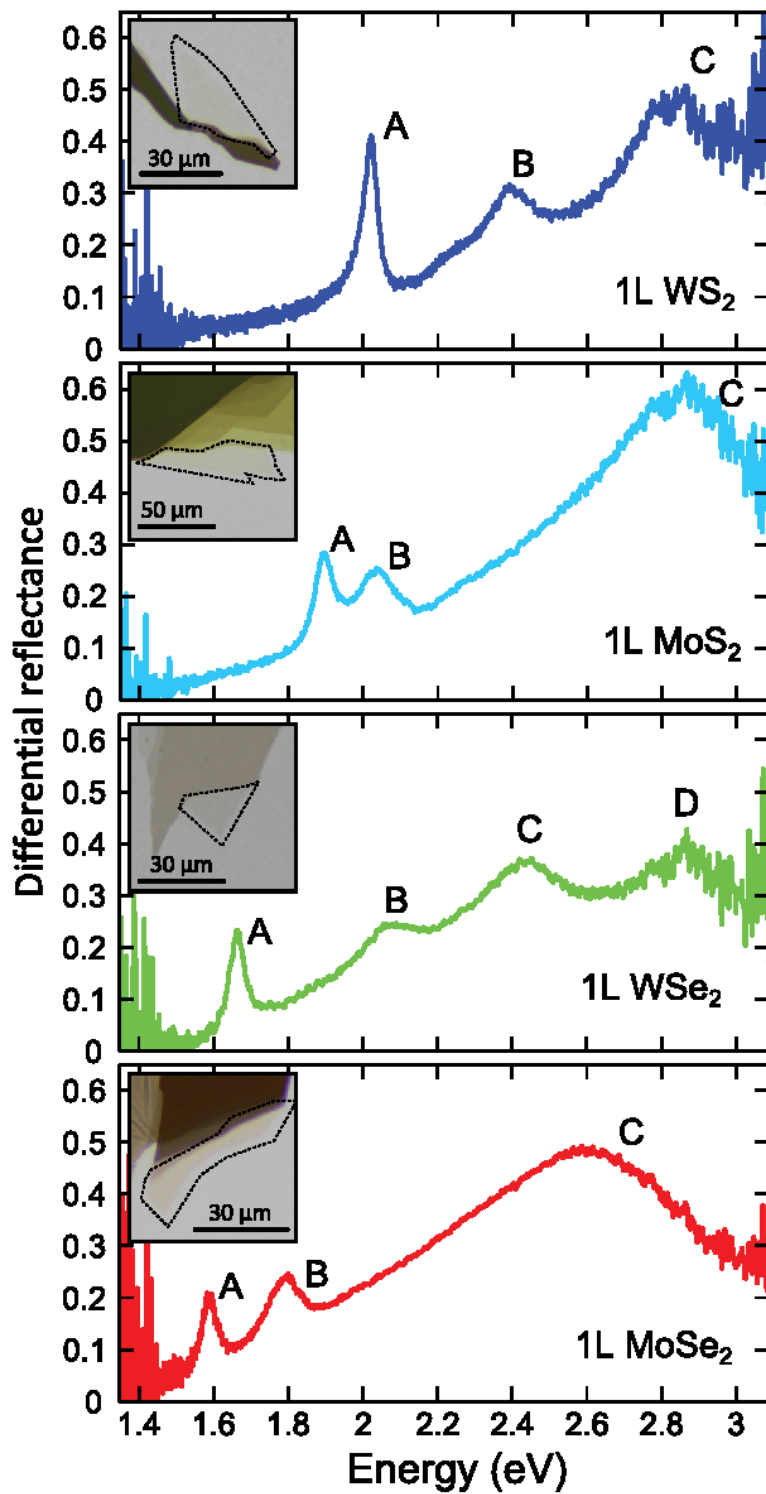 0.6
0.5
0.4
0.3
0.2
0.1
0
30 µm
A
B
C
1L WS2
0.6
0.5
0.4
0.3
0.2
0.1
0
50 µm
A
B
C
1L MoS2
0.6
0.5
0.4
0.3
0.2
0.1
0
30 µm
A
B
C
D
1L WSe2
0.6
0.5
0.4
0.3
0.2
0.1
0
30 µm
A
B
C
1L MoSe2
Differential reflectance
1.4 1.6 1.8 2 2.2 2.4 2.6 2.8 3
Energy (eV)